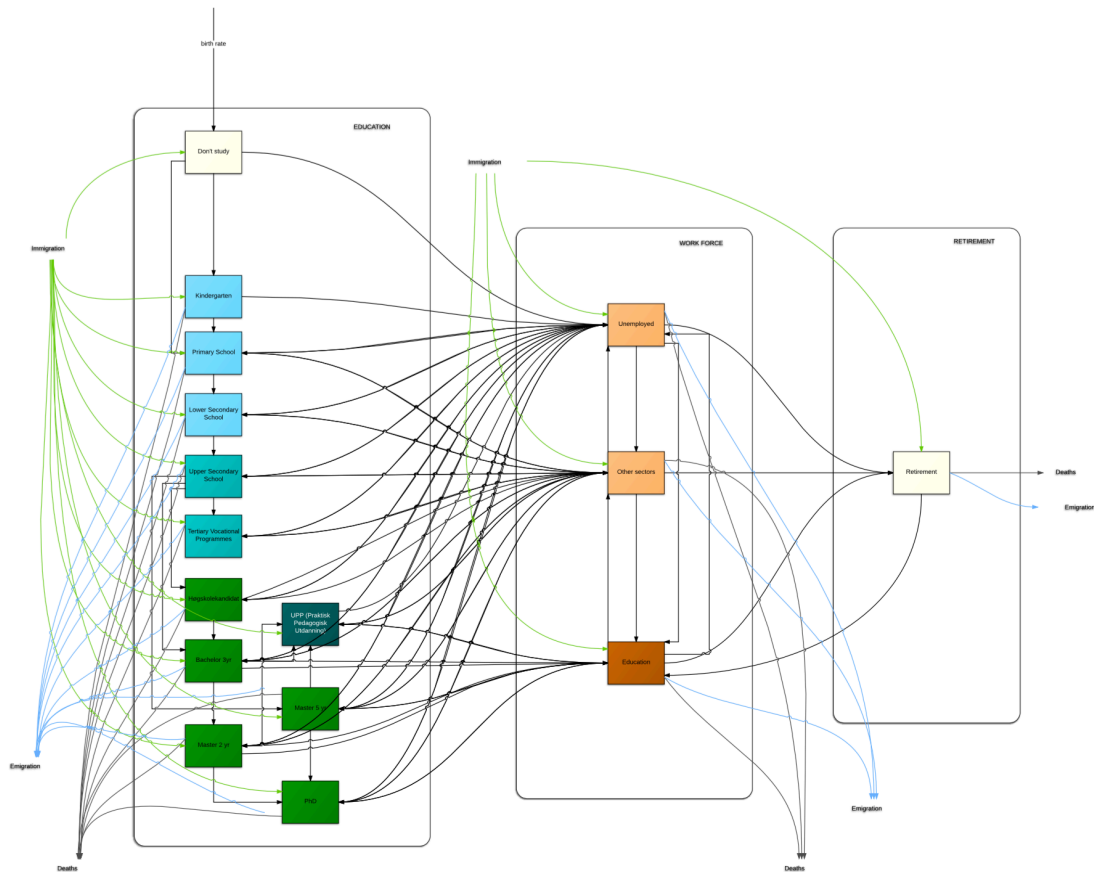 birth rate
EDUCATION
Don't study
Immigration
Immigration
WORK FORCE
RETIREMENT
Kindergarten
Unemployed
Primary School
Lower Secondary
School
Upper Secondary
School
Other sectors
Retirement
Deaths
Emigration
Tertiary Vocational
Programmes
Høgskolekandidat
UPP (Praktisk
Pedagogisk
Utdanning)
Bachelor 3yr
Education
Master 5 yr
Master 2 yr
Emigration
PhD
Emigration
Deaths
Deaths